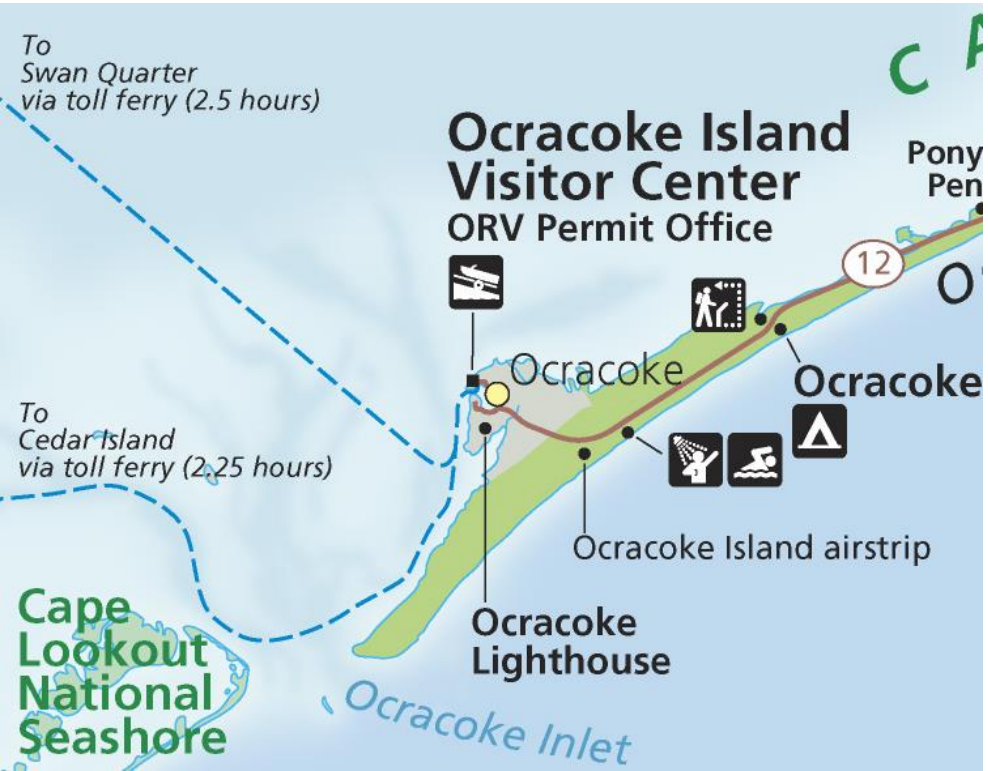 To
Swan Quarter
via toll ferry (2.5 hours)
C A
Ocracoke Island
Visitor Center
ORV Permit Office
Pony
Pen
12
Ocracoke
Ocracoke
To
Cedar Island
via toll ferry (2.25 hours)
Ocracoke Island airstrip
Cape
Lookout
National
Seashore
Ocracoke
Lighthouse
Ocracoke Inlet